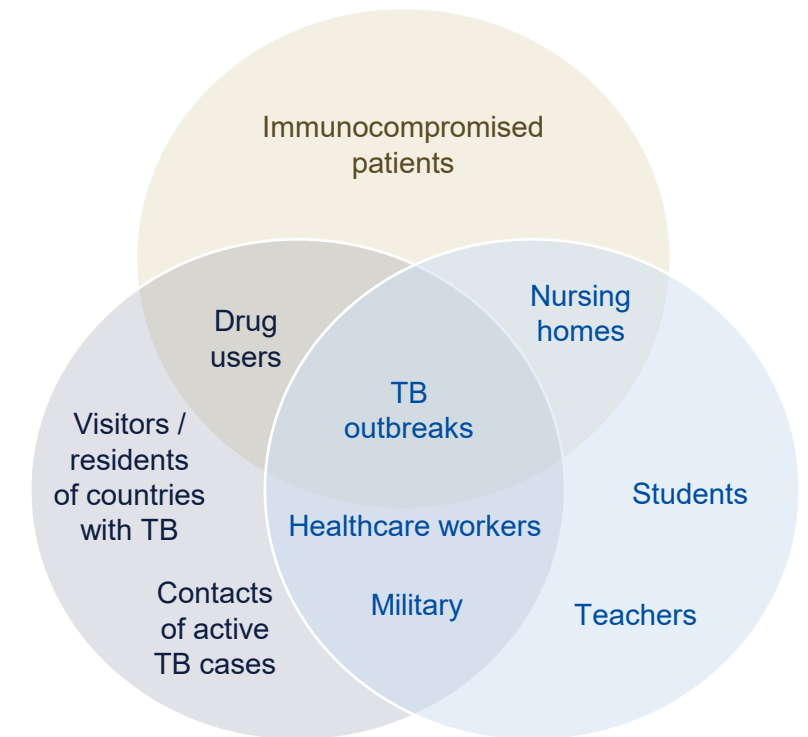 Immunocompromised
patients
Drug
users
Nursing
homes
TB
outbreaks
Visitors /
residents
of countries
with TB
Students
Healthcare workers
Contacts
of active
TB cases
Military
Teachers